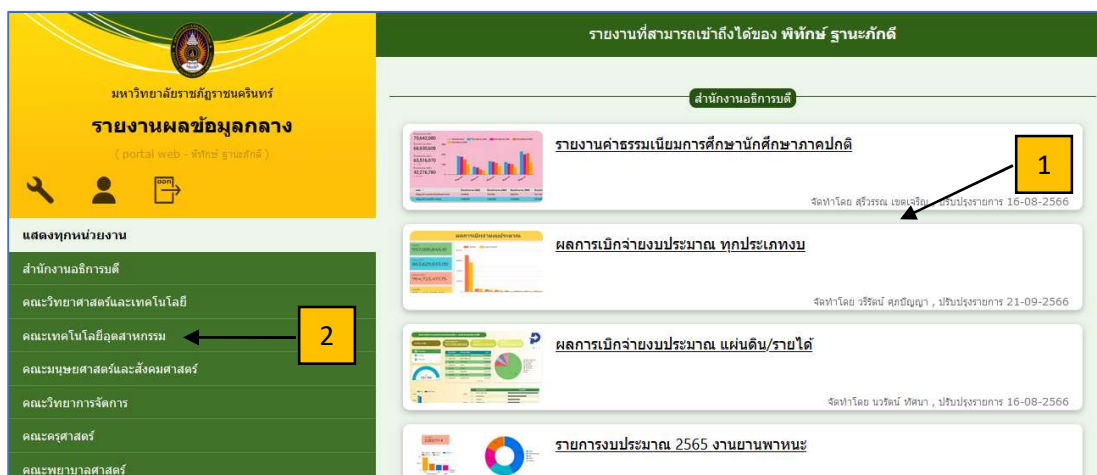 มหาวิทยาลัยราชภัฏราชนครินทร์
รายงานผลข้อมูลกลาง
( portal web - พิทักษ์ ฐานะภักดี )
ออก
แสดงทุกหน่วยงาน
สำนักงานอธิการบดี
คณะวิทยาศาสตร์และเทคโนโลยี
คณะเทคโนโลยีอุตสาหกรรม
2
คณะมนุษยศาสตร์และสังคมศาสตร์
คณะวิทยาการจัดการ
คณะครุศาสตร์
คณะพยาบาลศาสตร์
รายงานที่สามารถเข้าถึงได้ของ พิทักษ์ ฐานะภักดี
สำนักงานอธิการบดี
รายงานค่าธรรมเนียมการศึกษานักศึกษาภาคปกติ
1
จัดทำโดย สุวรรณ เขตเจริญ , ปรับปรุงรายการ 16-08-2566
ผลการเบิกจ่ายงบประมาณ ทุกประเภทงบ
จัดทำโดย วรีรัตน์ ศุภปัญญา , ปรับปรุงรายการ 21-09-2566
ผลการเบิกจ่ายงบประมาณ แผ่นดิน/รายได้
จัดทำโดย นวรัตน์ ทัศนา , ปรับปรุงรายการ 16-08-2566
รายการงบประมาณ 2565 งานยานพาหนะ